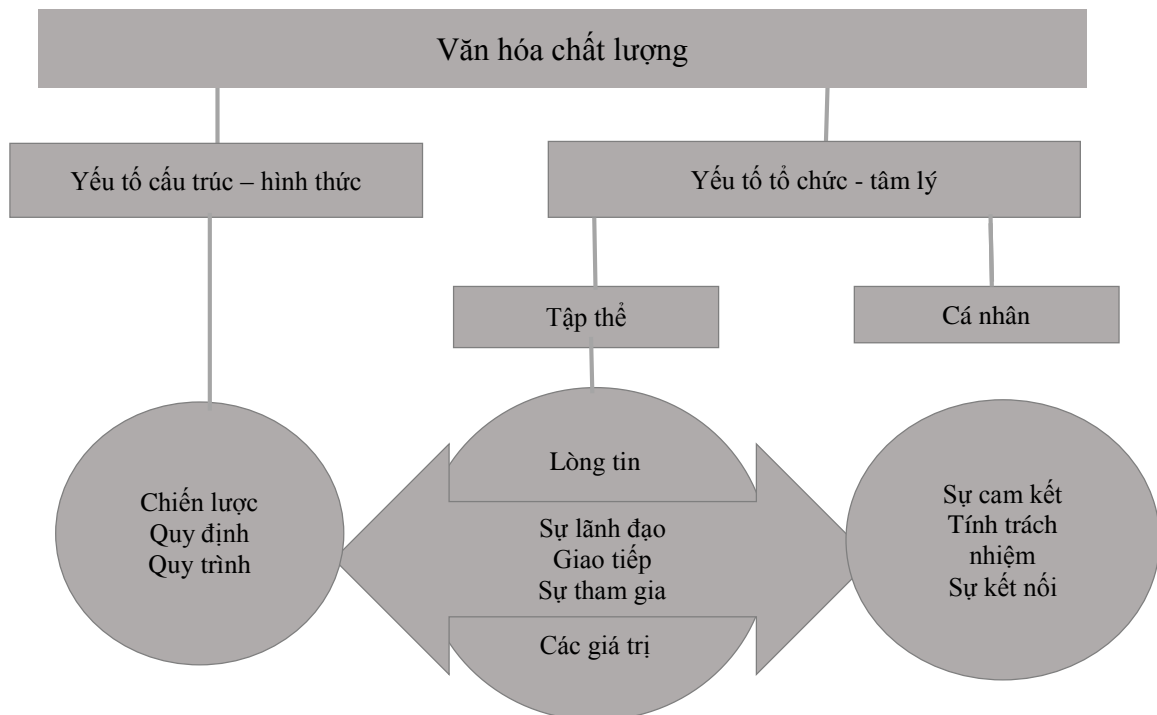 Văn hóa chất lượng
Yếu tố cấu trúc – hình thức
Yếu tố tổ chức - tâm lý
Tập thể
Cá nhân
Chiến lược
Quy định
Quy trình
Lòng tin
Sự lãnh đạo
Giao tiếp
Sự tham gia
Các giá trị
Sự cam kết
Tính trách
nhiệm
Sự kết nối